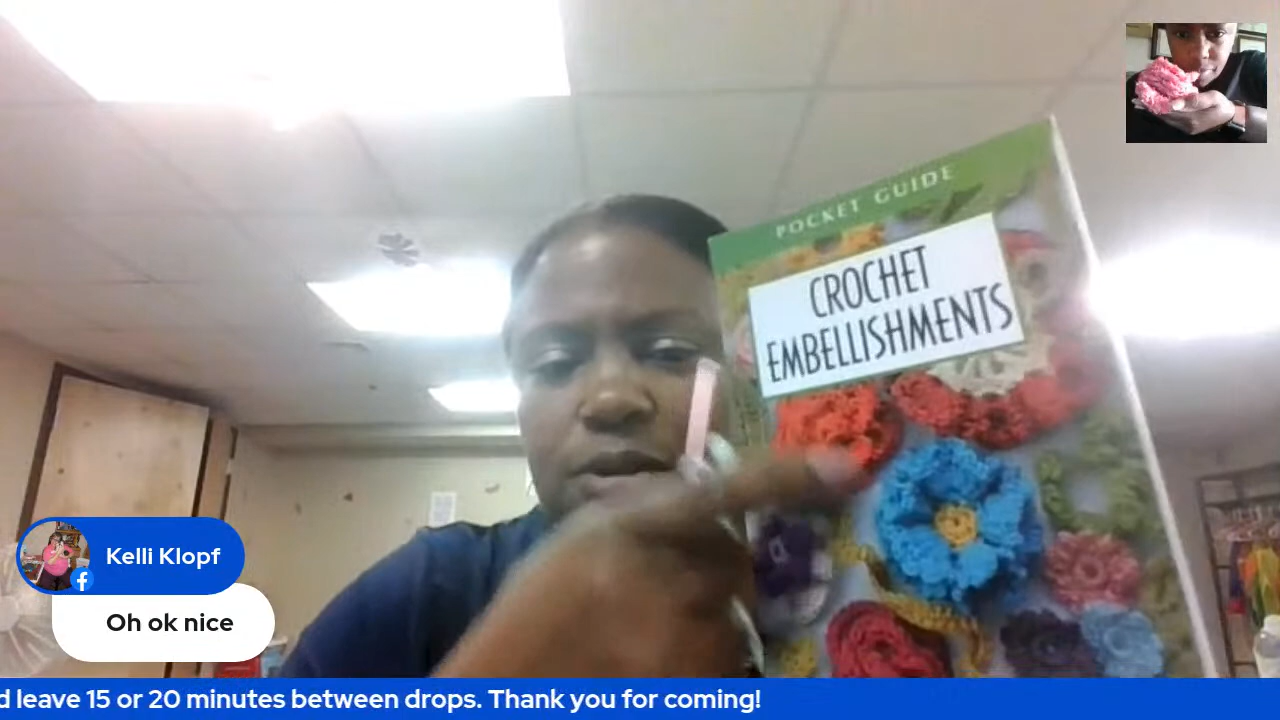 POCKET GUIDE
CROCHET
EMBELLISHMENTS
Kelli Klopf
Oh ok nice
d leave 15 or 20 minutes between drops. Thank you for coming!